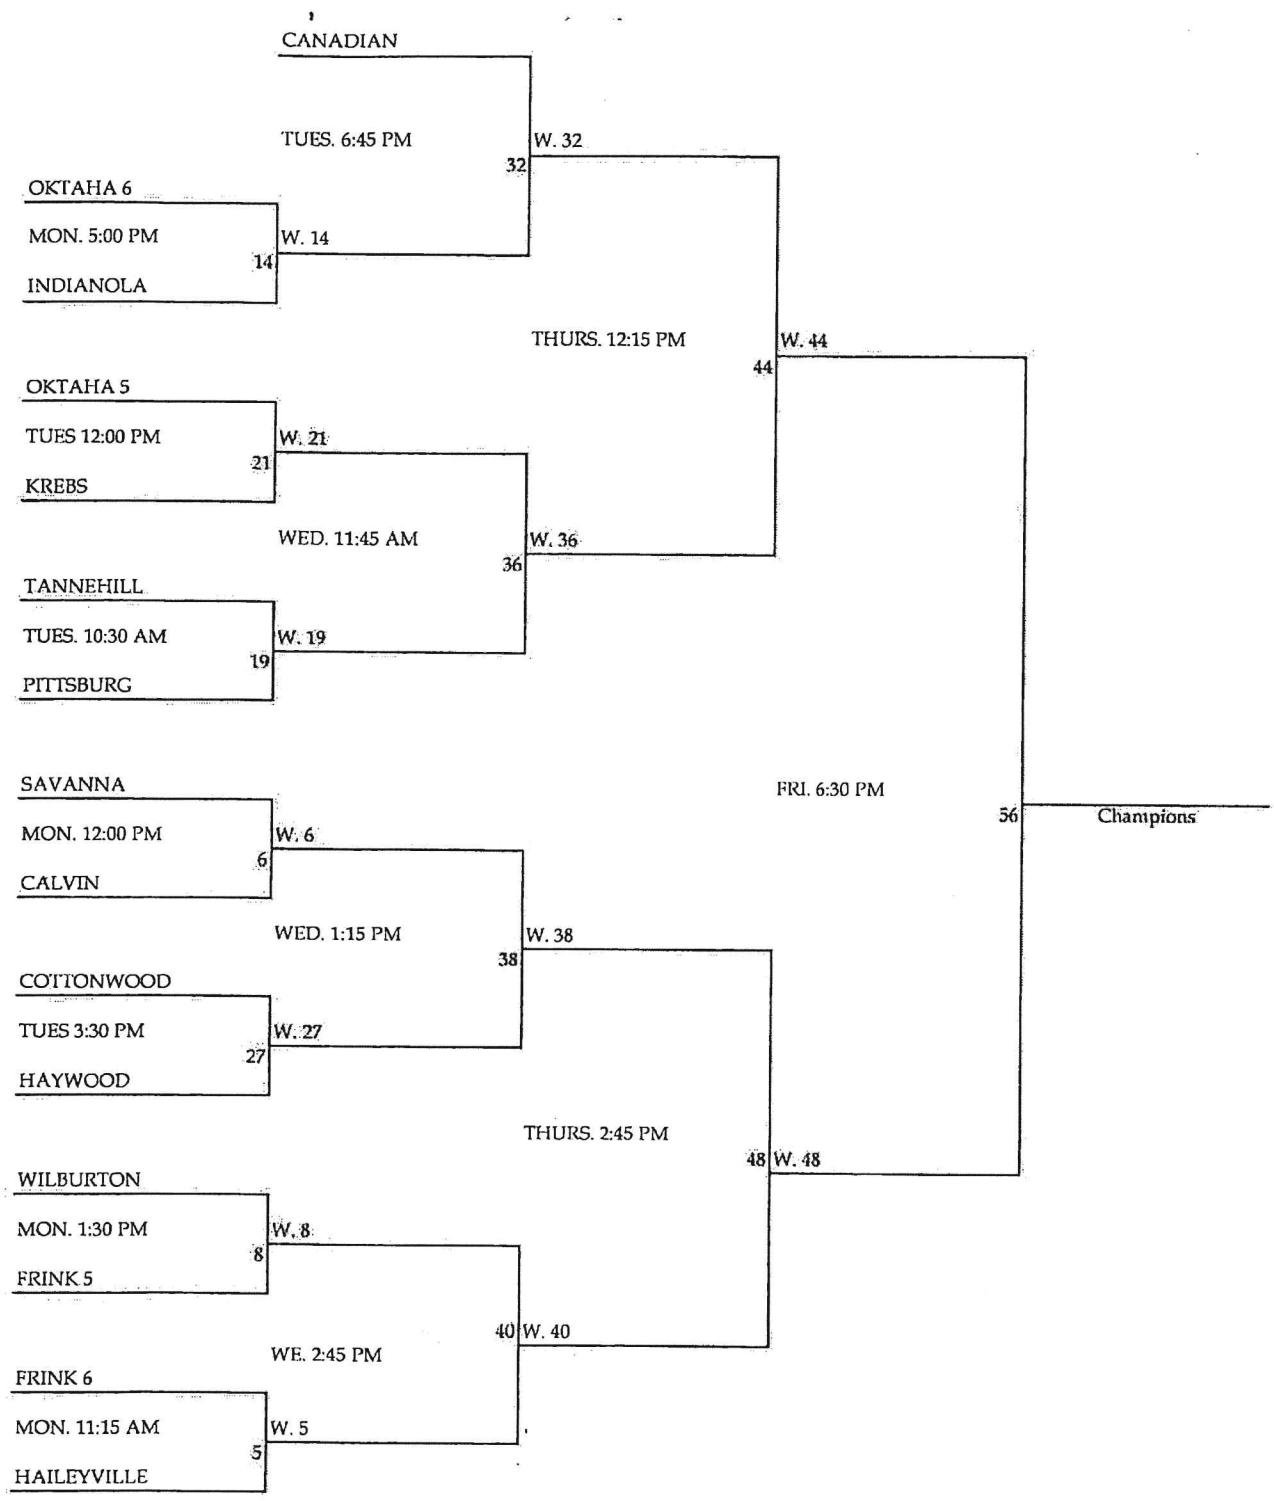 CANADIAN
TUES. 6:45 PM
W. 32
32
OKTAHA 6
MON. 5:00 PM
W. 14
14
INDIANOLA
THURS. 12:15 PM
W. 44
44
OKTAHA 5
TUES 12:00 PM
W. 21
21
KREBS
WED. 11:45 AM
W. 36
36
TANNEHILL
TUES. 10:30 AM
W. 19
19
PITTSBURG
SAVANNA
FRI. 6:30 PM
56
Champions
MON. 12:00 PM
W. 6
6
CALVIN
WED. 1:15 PM
W. 38
38
COTTONWOOD
TUES 3:30 PM
W. 27
27
HAYWOOD
THURS. 2:45 PM
48
W. 48
WILBURTON
MON. 1:30 PM
W. 8
8
FRINK 5
40
W. 40
WE. 2:45 PM
FRINK 6
MON. 11:15 AM
W. 5
5
HAILEYVILLE